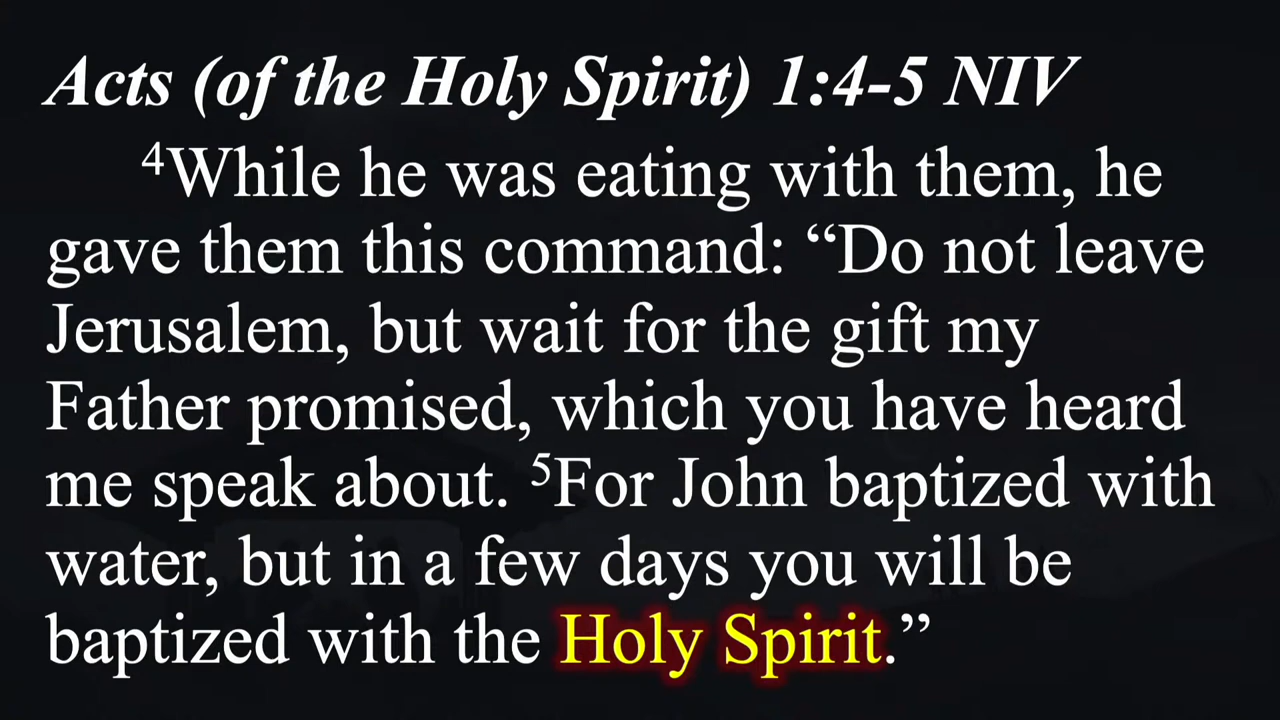 Acts (of the Holy Spirit) 1:4-5 NIV
⁴While he was eating with them, he
gave them this command: “Do not leave
Jerusalem, but wait for the gift my
Father promised, which you have heard
me speak about. ⁵For John baptized with
water, but in a few days you will be
baptized with the Holy Spirit.”